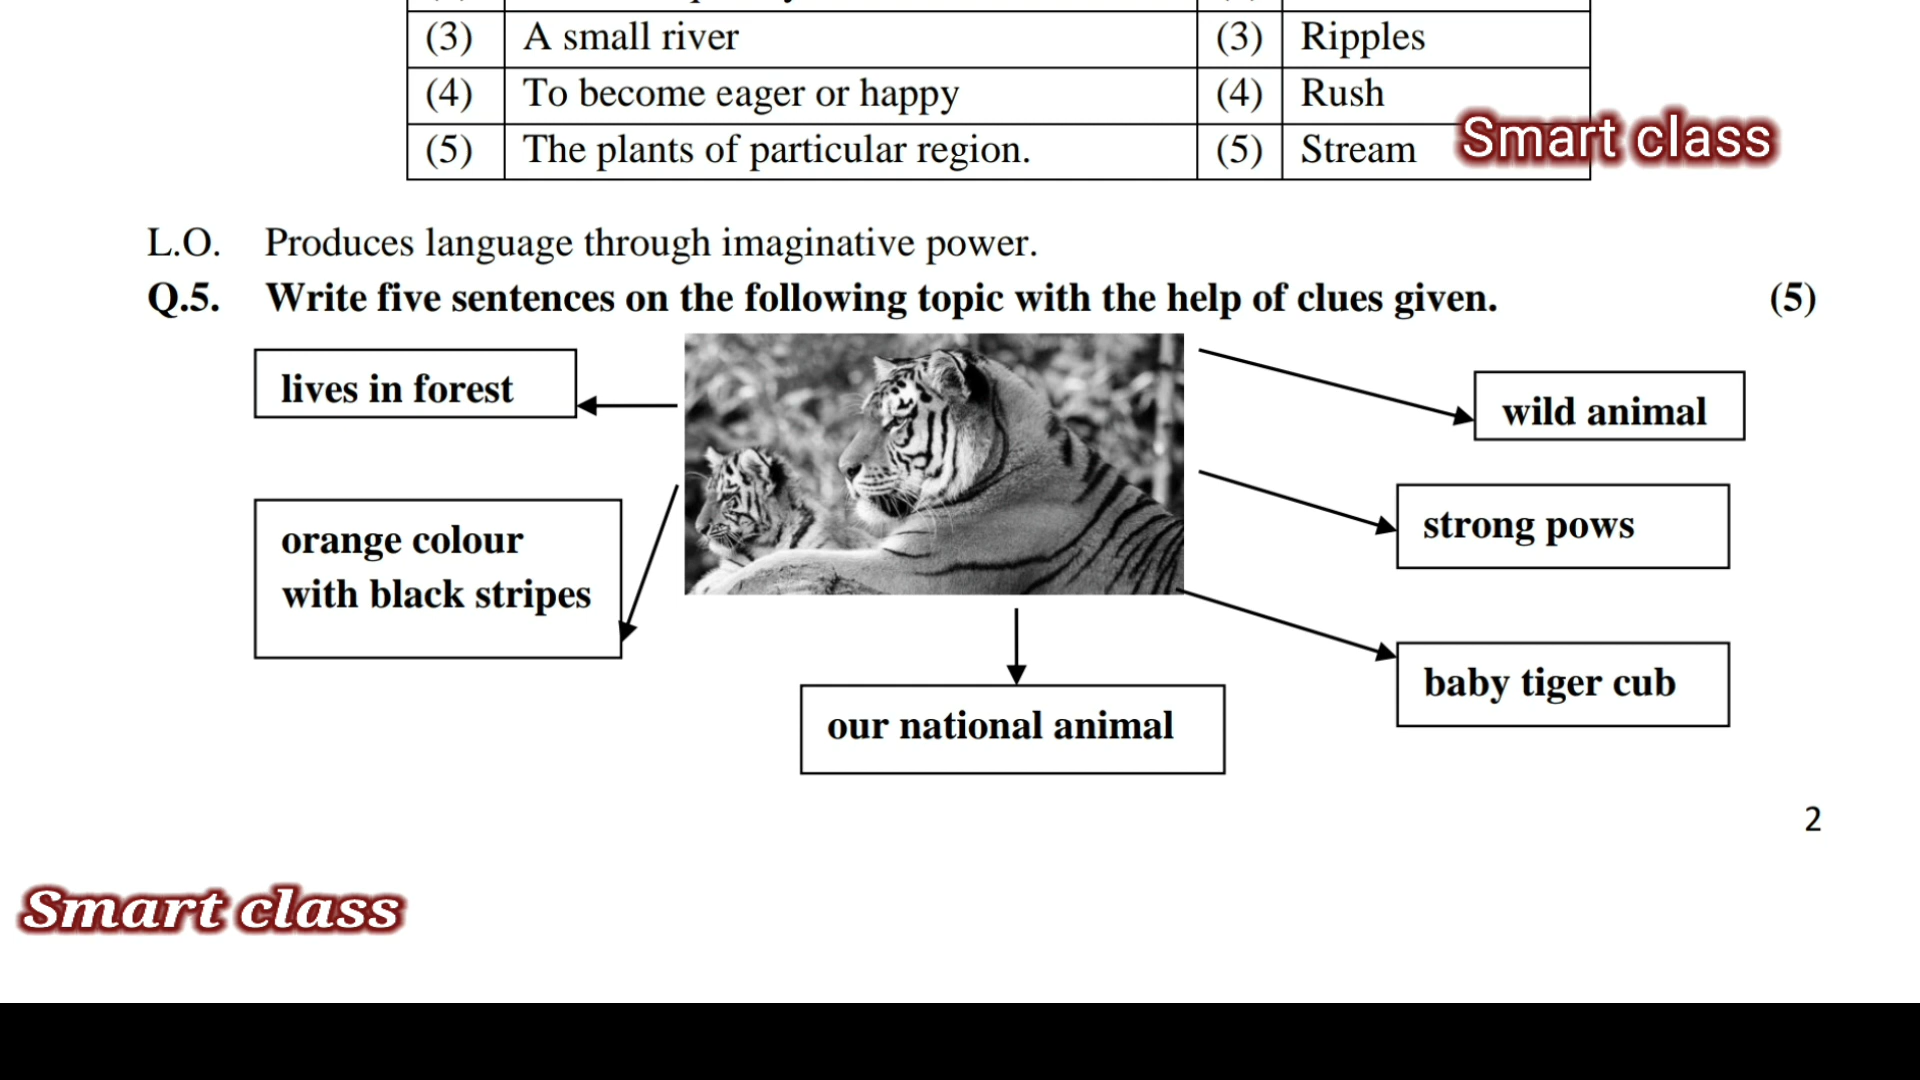 (3) A small river (3) Ripples
(4) To become eager or happy (4) Rush
(5) The plants of particular region. (5) Stream
Smart class
L.O. Produces language through imaginative power.
Q.5. Write five sentences on the following topic with the help of clues given. (5)
lives in forest
wild animal
orange colour
with black stripes
strong pows
baby tiger cub
our national animal
2
Smart class